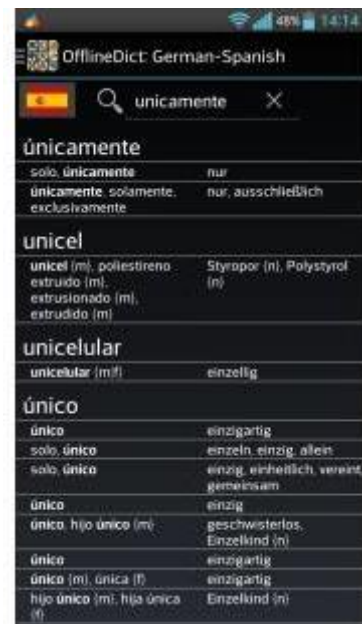 48% 14:14
OfflineDict: German-Spanish
unicamente
únicamente
solo, únicamente nur
únicamente, solamente, nur, ausschließlich
exclusivamente
unicel
unicel {m}, poliestireno Styropor {n}, Polystyrol
extruido {m}, {n}
extrusionado {m},
extrudido {m}
unicelular
unicelular {m|f} einzellig
único
único einzigartig
solo, único einzeln, einzig, allein
solo, único einzig, einheitlich, vereint,
gemeinsam
único einzig
único, hijo único {m} geschwisterlos,
Einzelkind {n}
único einzigartig
único {m}, única {f} einzigartig
hijo único {m}, hija única Einzelkind {n}
{f}